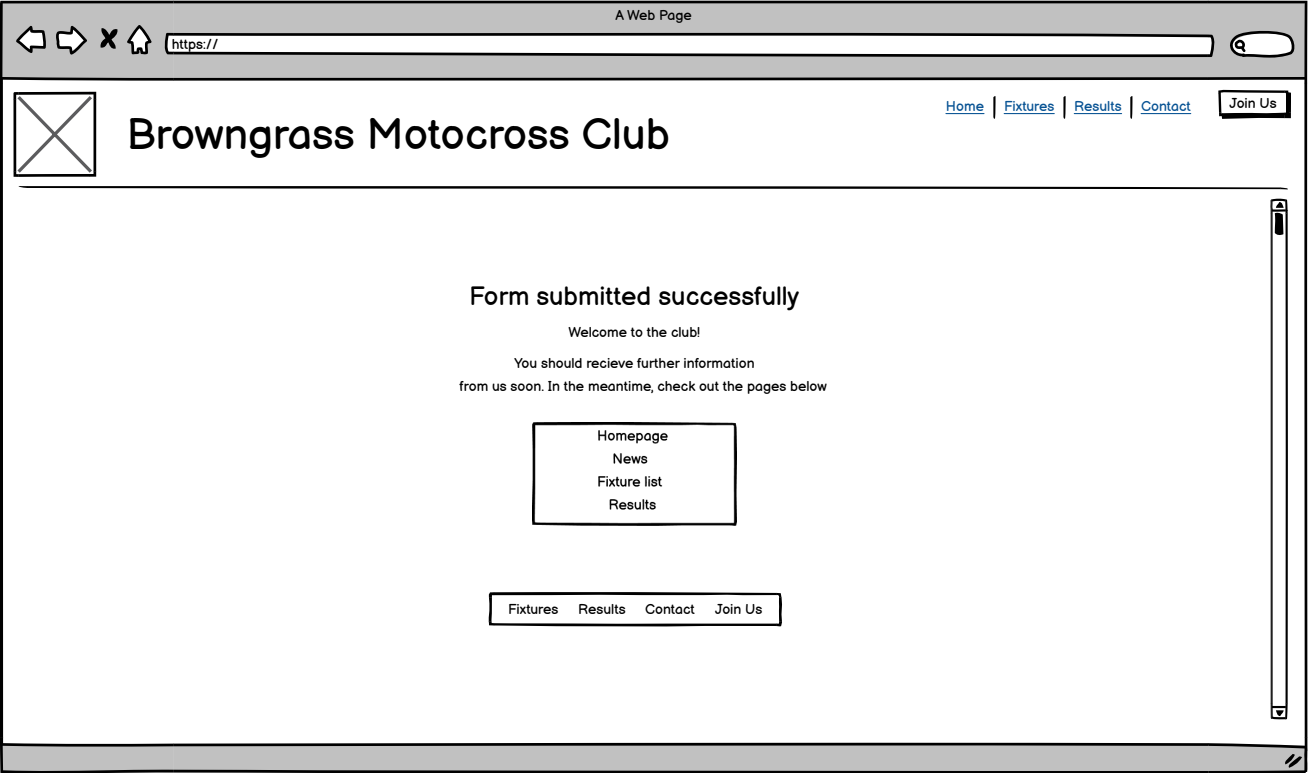 A Web Page
https://
Home Fixtures Results Contact Join Us
Browngrass Motocross Club
Form submitted successfully
Welcome to the club!
You should recieve further information
from us soon. In the meantime, check out the pages below
Homepage
News
Fixture list
Results
Fixtures Results Contact Join Us